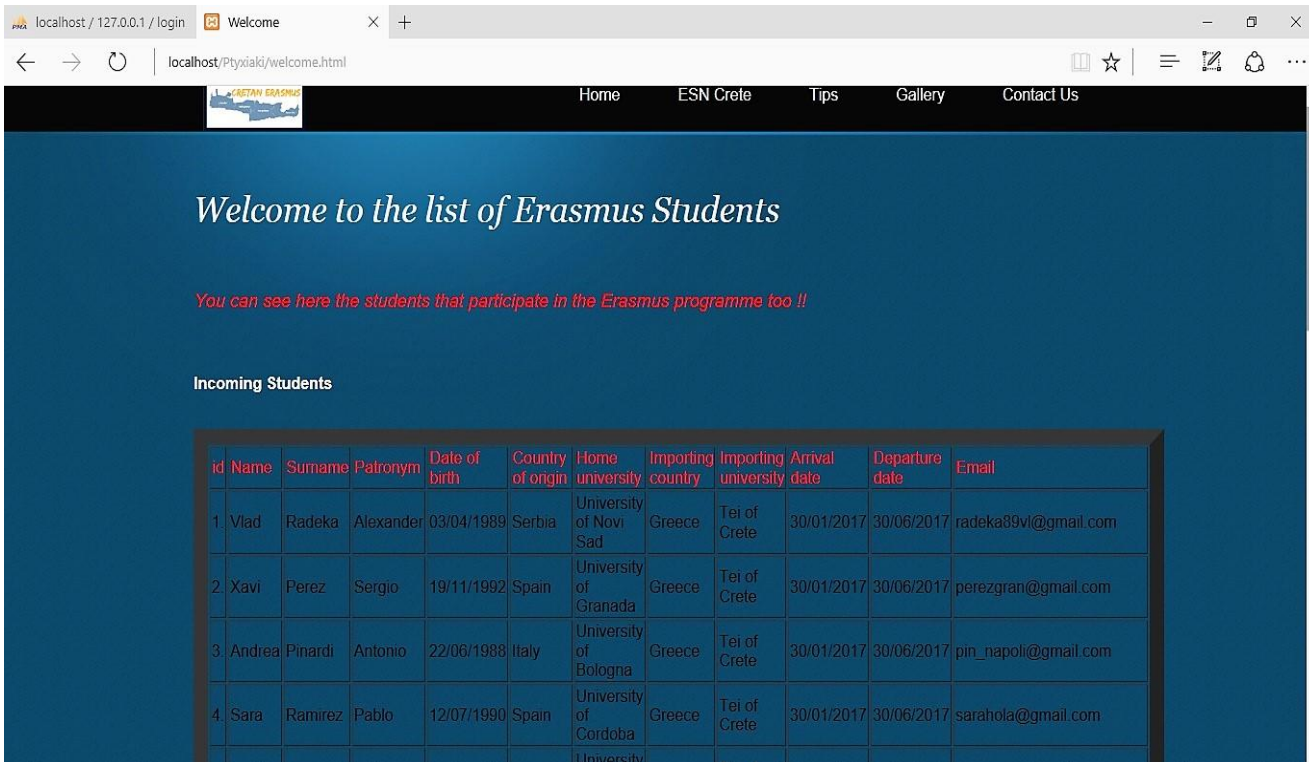 localhost / 127.0.0.1 / login
Welcome
localhost/Ptyxiaki/welcome.html
CRETAN ERASMUS
Home ESN Crete Tips Gallery Contact Us
Welcome to the list of Erasmus Students
You can see here the students that participate in the Erasmus programme too !!
Incoming Students
id Name Surname Patronym Date of birth Country of origin Home university Importing country Importing university Arrival date Departure date Email
1. Vlad Radeka Alexander 03/04/1989 Serbia University of Novi Sad Greece Tei of Crete 30/01/2017 30/06/2017 radeka89vl@gmail.com
2. Xavi Perez Sergio 19/11/1992 Spain University of Granada Greece Tei of Crete 30/01/2017 30/06/2017 perezgran@gmail.com
3. Andrea Pinardi Antonio 22/06/1988 Italy University of Bologna Greece Tei of Crete 30/01/2017 30/06/2017 pin_napoli@gmail.com
4. Sara Ramirez Pablo 12/07/1990 Spain University of Cordoba Greece Tei of Crete 30/01/2017 30/06/2017 sarahola@gmail.com
University